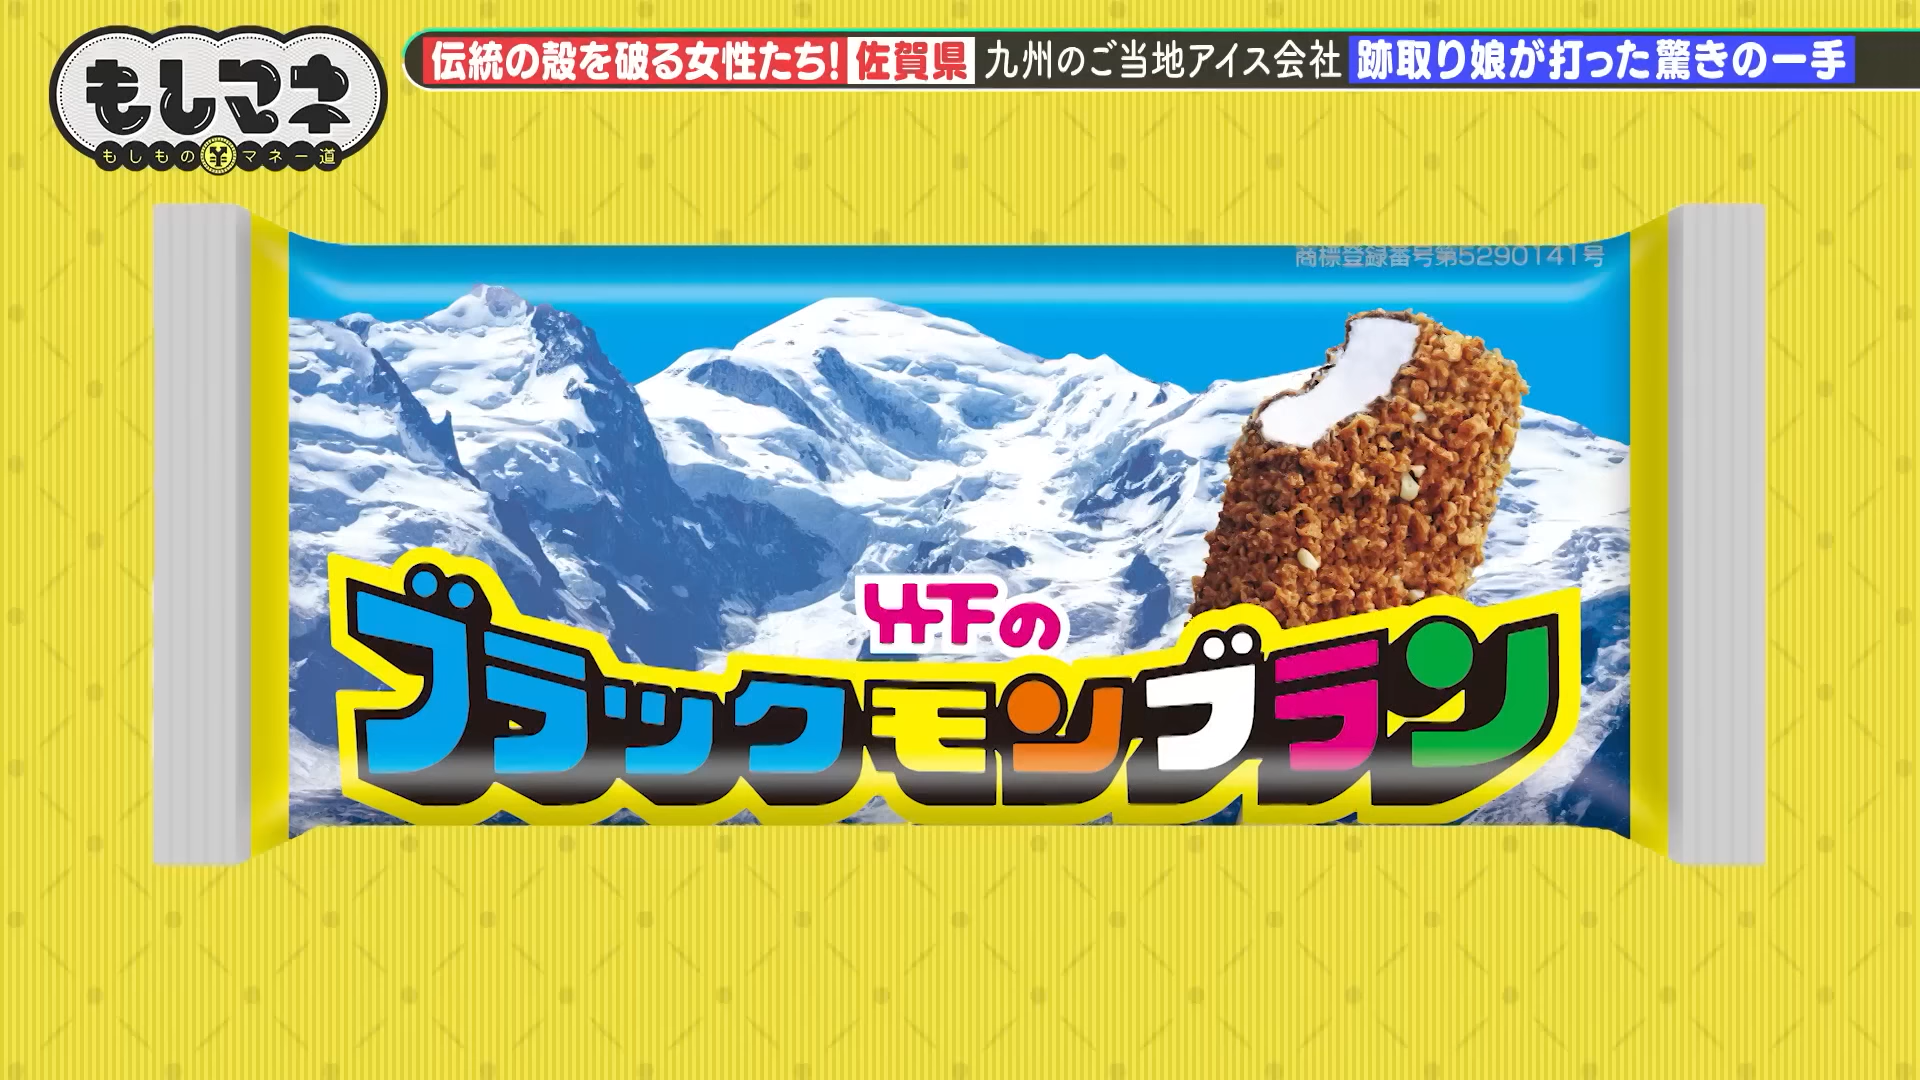 もしマネ
もしもの¥マネー道
伝統の殻を破る女性たち! 佐賀県 九州のご当地アイス会社 跡取り娘が打った驚きの一手
商標登録番号第5290141号
竹下の
ブラックモンブラン